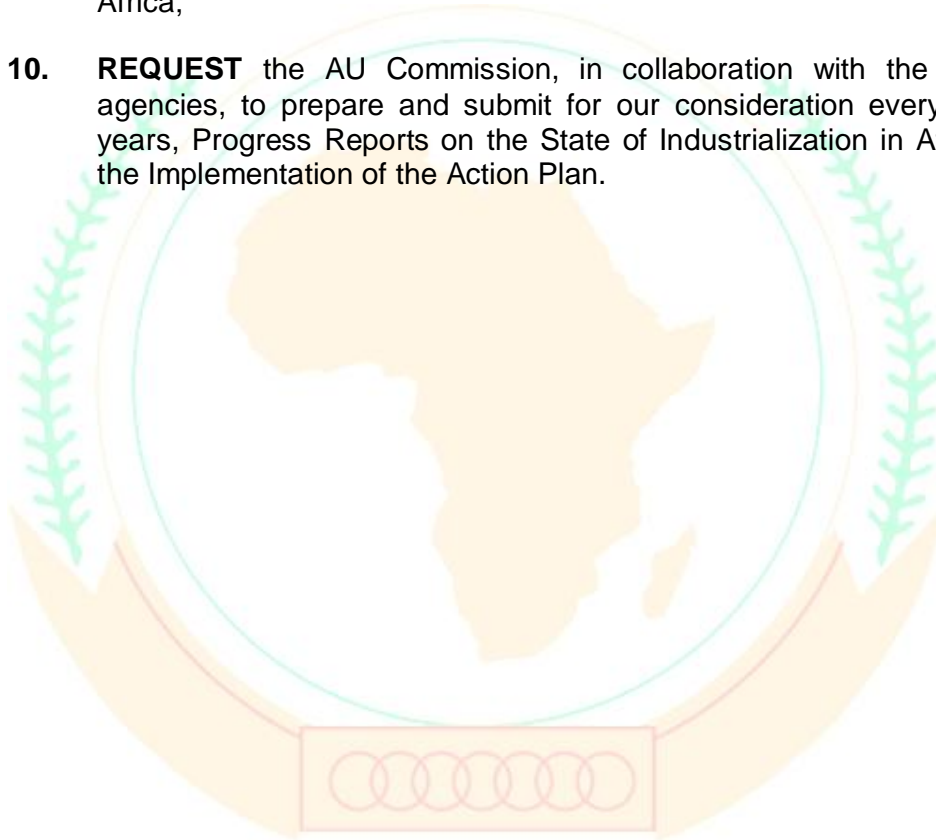 Africa;
10. REQUEST the AU Commission, in collaboration with the
agencies, to prepare and submit for our consideration every
years, Progress Reports on the State of Industrialization in A
the Implementation of the Action Plan.